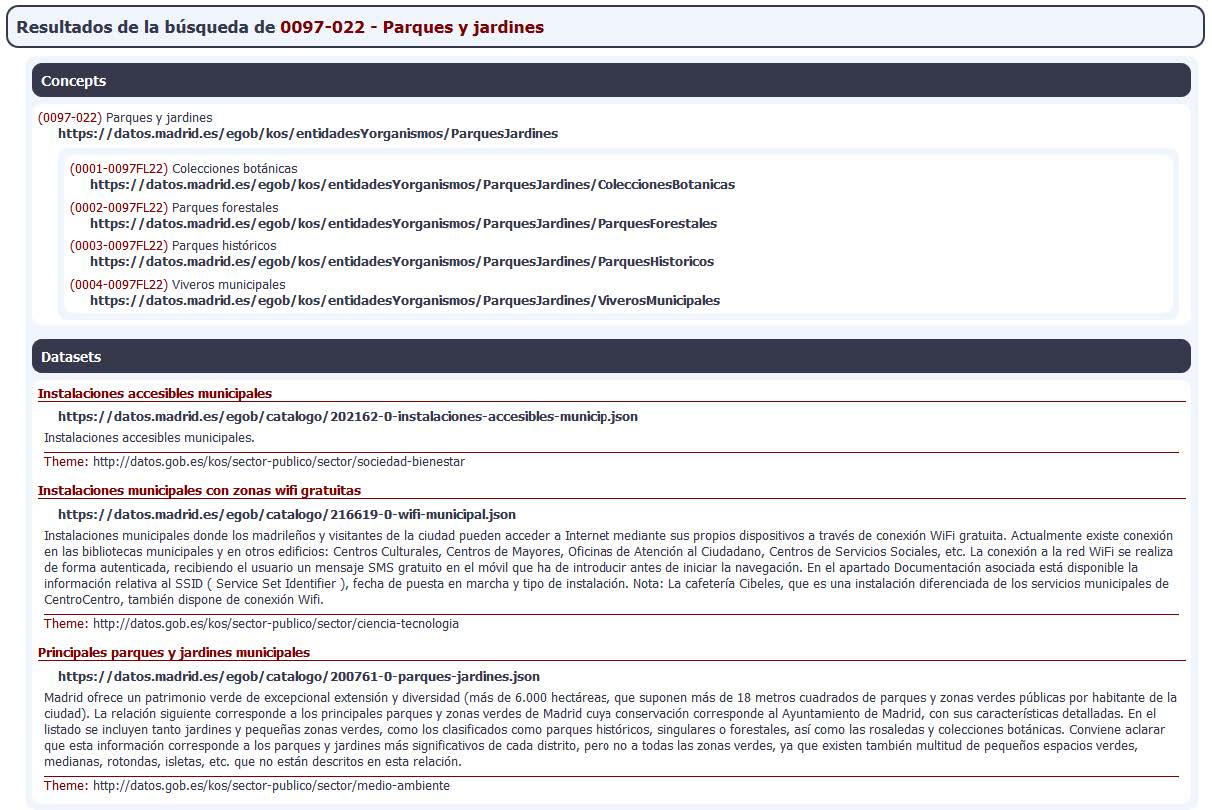 Resultados de la búsqueda de 0097-022 - Parques y jardines
Concepts
(0097-022) Parques y jardines
https://datos.madrid.es/egob/kos/entidadesYorganismos/ParquesJardines
(0001-0097FL22) Colecciones botánicas
https://datos.madrid.es/egob/kos/entidadesYorganismos/ParquesJardines/ColeccionesBotanicas
(0002-0097FL22) Parques forestales
https://datos.madrid.es/egob/kos/entidadesYorganismos/ParquesJardines/ParquesForestales
(0003-0097FL22) Parques históricos
https://datos.madrid.es/egob/kos/entidadesYorganismos/ParquesJardines/ParquesHistoricos
(0004-0097FL22) Viveros municipales
https://datos.madrid.es/egob/kos/entidadesYorganismos/ParquesJardines/ViverosMunicipales
Datasets
Instalaciones accesibles municipales
https://datos.madrid.es/egob/catalogo/202162-0-instalaciones-accesibles-municip.json
Instalaciones accesibles municipales.
Theme: http://datos.gob.es/kos/sector-publico/sector/sociedad-bienestar
Instalaciones municipales con zonas wifi gratuitas
https://datos.madrid.es/egob/catalogo/216619-0-wifi-municipal.json
Instalaciones municipales donde los madrileños y visitantes de la ciudad pueden acceder a Internet mediante sus propios dispositivos a través de conexión WiFi gratuita. Actualmente existe conexión
en las bibliotecas municipales y en otros edificios: Centros Culturales, Centros de Mayores, Oficinas de Atención al Ciudadano, Centros de Servicios Sociales, etc. La conexión a la red WiFi se realiza
de forma autenticada, recibiendo el usuario un mensaje SMS gratuito en el móvil que ha de introducir antes de iniciar la navegación. En el apartado Documentación asociada está disponible la
información relativa al SSID ( Service Set Identifier ), fecha de puesta en marcha y tipo de instalación. Nota: La cafetería Cibeles, que es una instalación diferenciada de los servicios municipales de
CentroCentro, también dispone de conexión Wifi.
Theme: http://datos.gob.es/kos/sector-publico/sector/ciencia-tecnologia
Principales parques y jardines municipales
https://datos.madrid.es/egob/catalogo/200761-0-parques-jardines.json
Madrid ofrece un patrimonio verde de excepcional extensión y diversidad (más de 6.000 hectáreas, que suponen más de 18 metros cuadrados de parques y zonas verdes públicas por habitante de la
ciudad). La relación siguiente corresponde a los principales parques y zonas verdes de Madrid cuya conservación corresponde al Ayuntamiento de Madrid, con sus características detalladas. En el
listado se incluyen tanto jardines y pequeñas zonas verdes, como los clasificados como parques históricos, singulares o forestales, así como las rosaledas y colecciones botánicas. Conviene aclarar
que esta información corresponde a los parques y jardines más significativos de cada distrito, pero no a todas las zonas verdes, ya que existen también multitud de pequeños espacios verdes,
medianas, rotondas, isletas, etc. que no están descritos en esta relación.
Theme: http://datos.gob.es/kos/sector-publico/sector/medio-ambiente